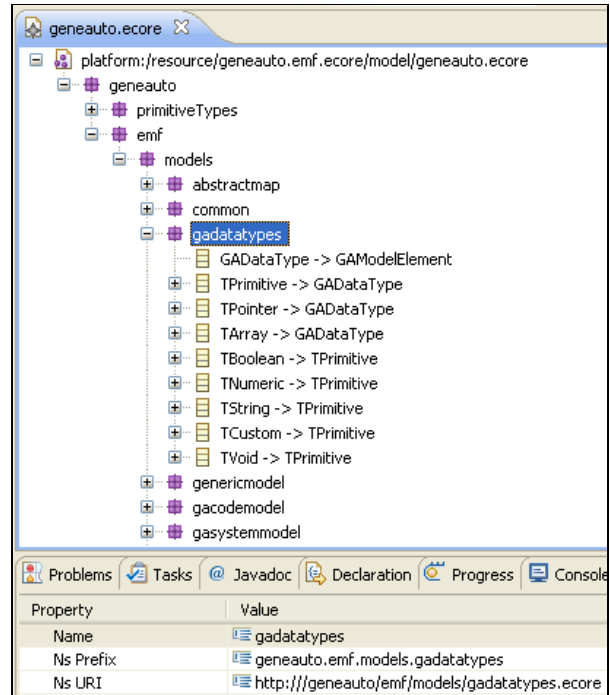 geneauto.ecore
platform:/resource/geneauto.emf.ecore/model/geneauto.ecore
geneauto
primitiveTypes
emf
models
abstractmap
common
gadatatypes
GADataType -> GAModelElement
TPrimitive -> GADataType
TPointer -> GADataType
TArray -> GADataType
TBoolean -> TPrimitive
TNumeric -> TPrimitive
TString -> TPrimitive
TCustom -> TPrimitive
TVoid -> TPrimitive
genericmodel
gacodemodel
gasystemmodel
Problems Tasks @ Javadoc Declaration Progress Console
Property Value
Name gadatatypes
Ns Prefix geneauto.emf.models.gadatatypes
Ns URI http:///geneauto/emf/models/gadatatypes.ecore